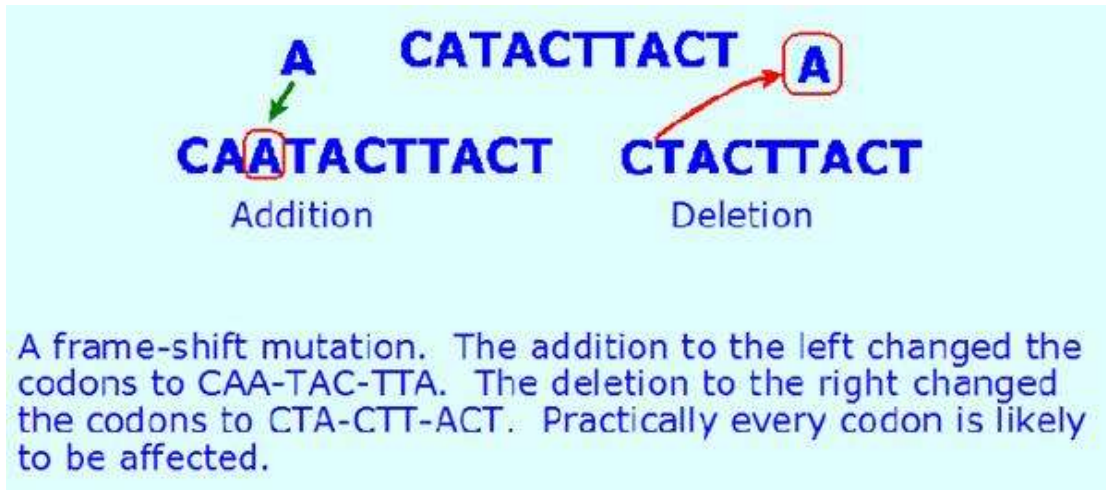 A CATACTTACT A
CAATACTTACT CTACTTACT
Addition Deletion
A frame-shift mutation. The addition to the left changed the
codons to CAA-TAC-TTA. The deletion to the right changed
the codons to CTA-CTT-ACT. Practically every codon is likely
to be affected.